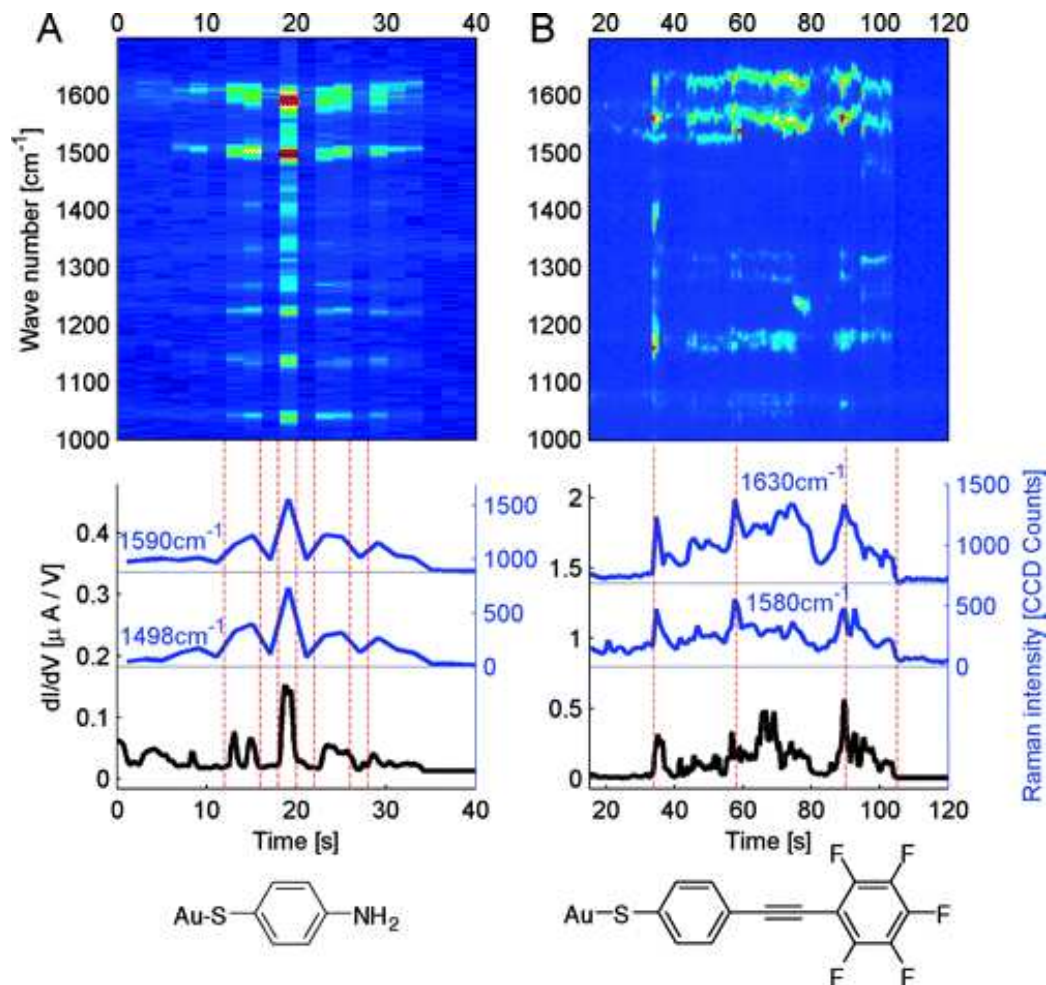 A
B
0 10 20 30 40
20 40 60 80 100 120
Wave number [cm⁻¹]
1600
1500
1400
1300
1200
1100
1000
dI/dV [μ A / V]
0.4
0.3
0.2
0.1
0
1590cm⁻¹
1498cm⁻¹
1500
1000
500
0
0 10 20 30 40
Time [s]
1600
1500
1400
1300
1200
1100
1000
2
1.5
1
0.5
0
1630cm⁻¹
1580cm⁻¹
1500
1000
500
0
Raman intensity [CCD Counts]
20 40 60 80 100 120
Time [s]
Au-S NH₂
Au S F F F F F